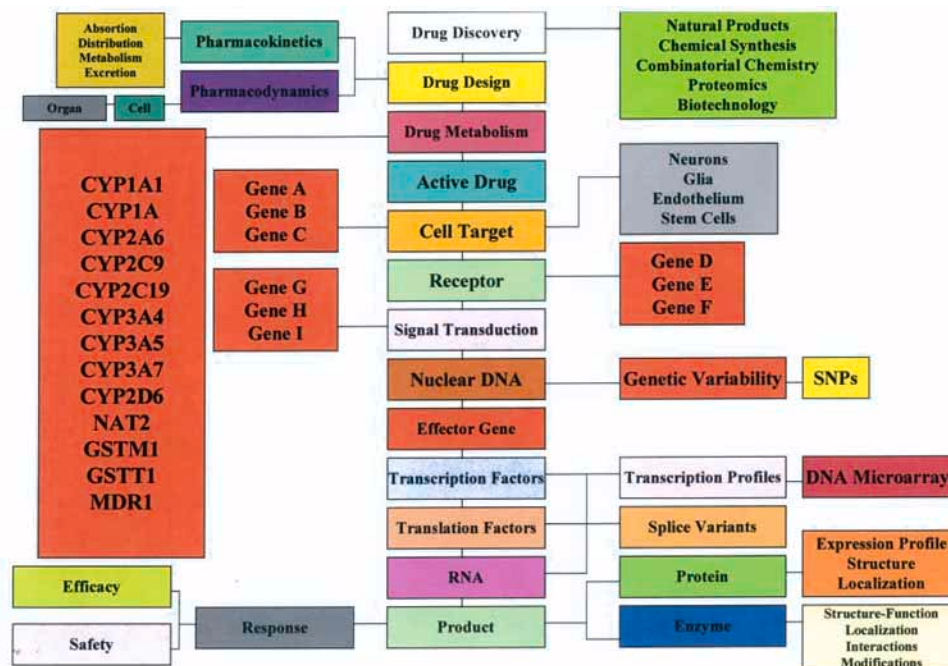 Absortion
Distribution
Metabolism
Excretion
Pharmacokinetics
Pharmacodynamics
Organ
Cell
Drug Discovery
Drug Design
Drug Metabolism
Active Drug
Cell Target
Receptor
Signal Transduction
Nuclear DNA
Effector Gene
Transcription Factors
Translation Factors
RNA
Product
Natural Products
Chemical Synthesis
Combinatorial Chemistry
Proteomics
Biotechnology
CYP1A1
CYP1A
CYP2A6
CYP2C9
CYP2C19
CYP3A4
CYP3A5
CYP3A7
CYP2D6
NAT2
GSTM1
GSTT1
MDR1
Gene A
Gene B
Gene C
Gene G
Gene H
Gene I
Neurons
Glia
Endothelium
Stem Cells
Gene D
Gene E
Gene F
Genetic Variability
SNPs
Transcription Profiles
DNA Microarray
Splice Variants
Protein
Expression Profile
Structure
Localization
Enzyme
Structure-Function
Localization
Interactions
Modifications
Efficacy
Safety
Response